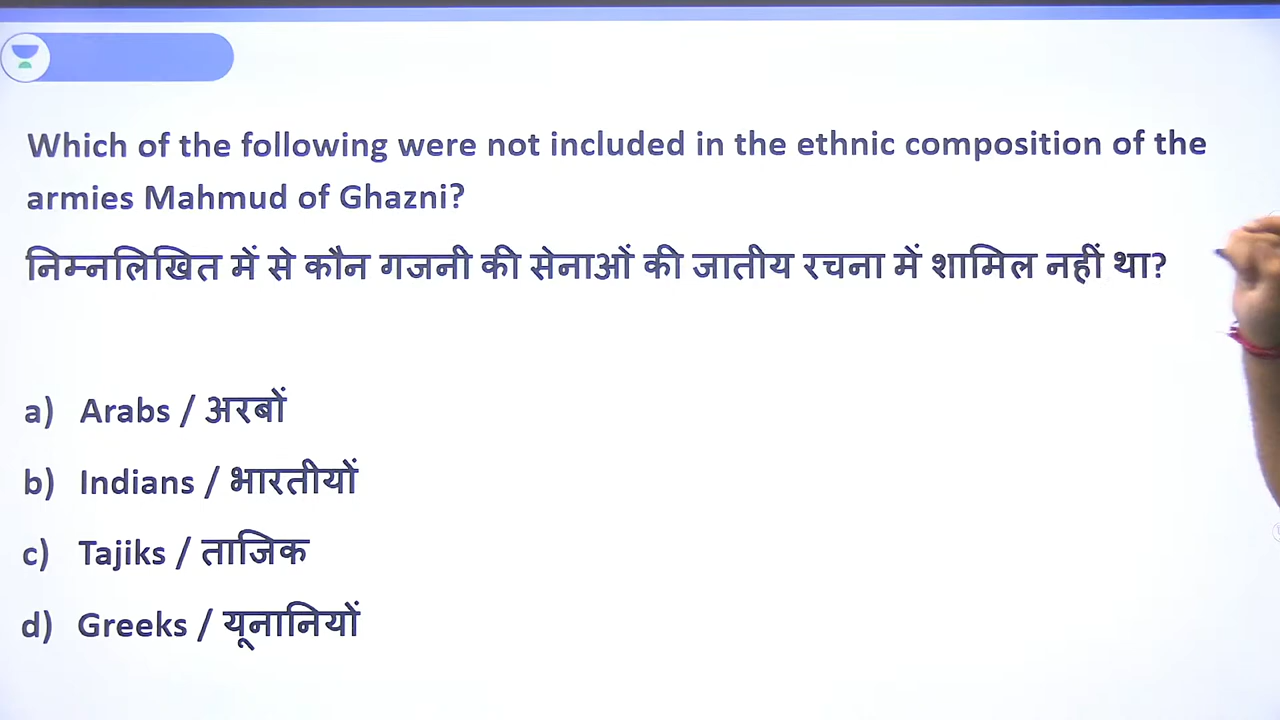 Which of the following were not included in the ethnic composition of the
armies Mahmud of Ghazni?
निम्नलिखित में से कौन गजनी की सेनाओं की जातीय रचना में शामिल नहीं था?
a) Arabs / अरबों
b) Indians / भारतीयों
c) Tajiks / ताजिक
d) Greeks / यूनानियों